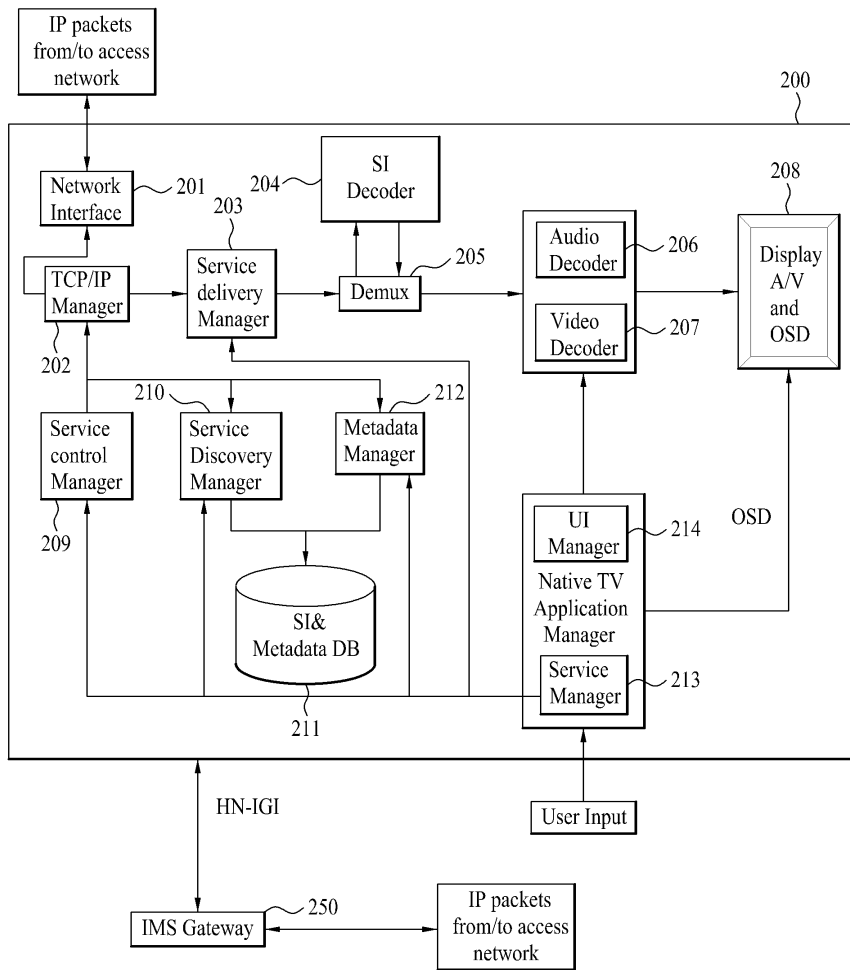 IP packets
from/to access
network
200
Network
Interface
201
SI
Decoder
204
203
208
TCP/IP
Manager
202
Service
delivery
Manager
Demux
205
Audio
Decoder
206
Video
Decoder
207
Display
A/V
and
OSD
210
212
Service
control
Manager
209
Service
Discovery
Manager
Metadata
Manager
SI&
Metadata DB
211
UI
Manager
214
OSD
Native TV
Application
Manager
Service
Manager
213
HN-IGI
User Input
IMS Gateway
250
IP packets
from/to access
network